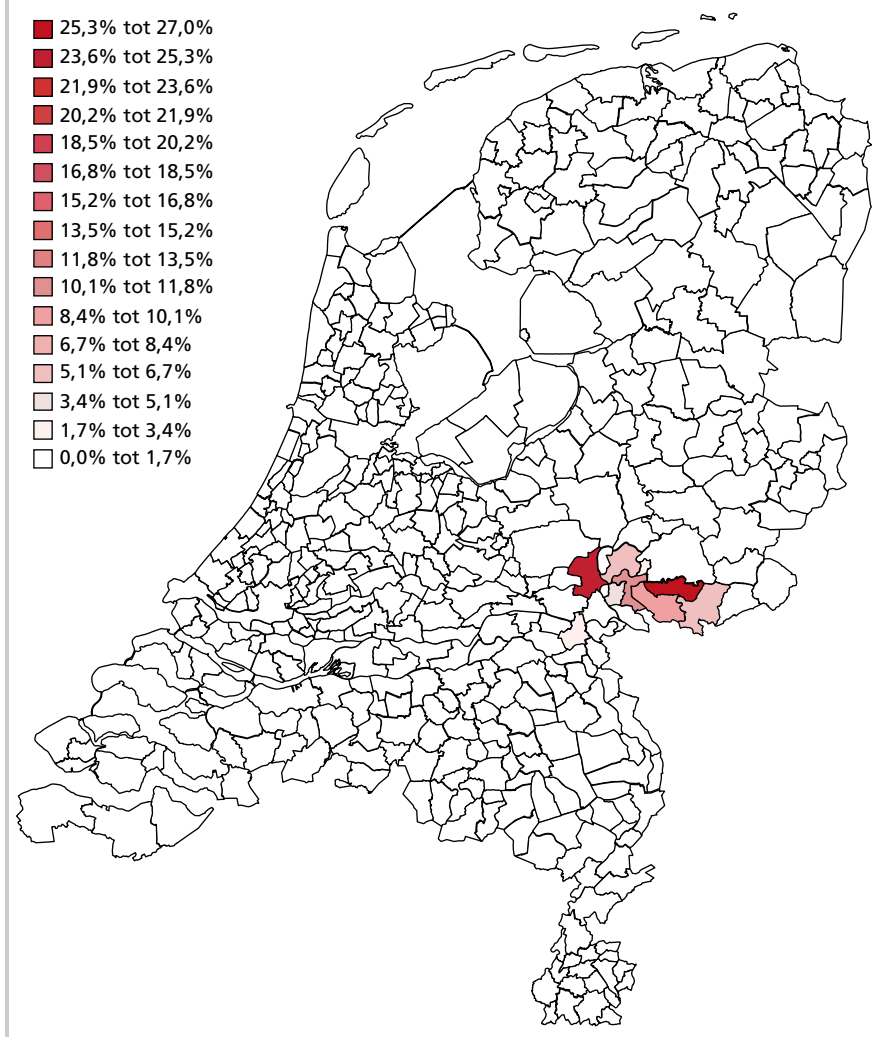 25,3% tot 27,0%
23,6% tot 25,3%
21,9% tot 23,6%
20,2% tot 21,9%
18,5% tot 20,2%
16,8% tot 18,5%
15,2% tot 16,8%
13,5% tot 15,2%
11,8% tot 13,5%
10,1% tot 11,8%
8,4% tot 10,1%
6,7% tot 8,4%
5,1% tot 6,7%
3,4% tot 5,1%
1,7% tot 3,4%
0,0% tot 1,7%